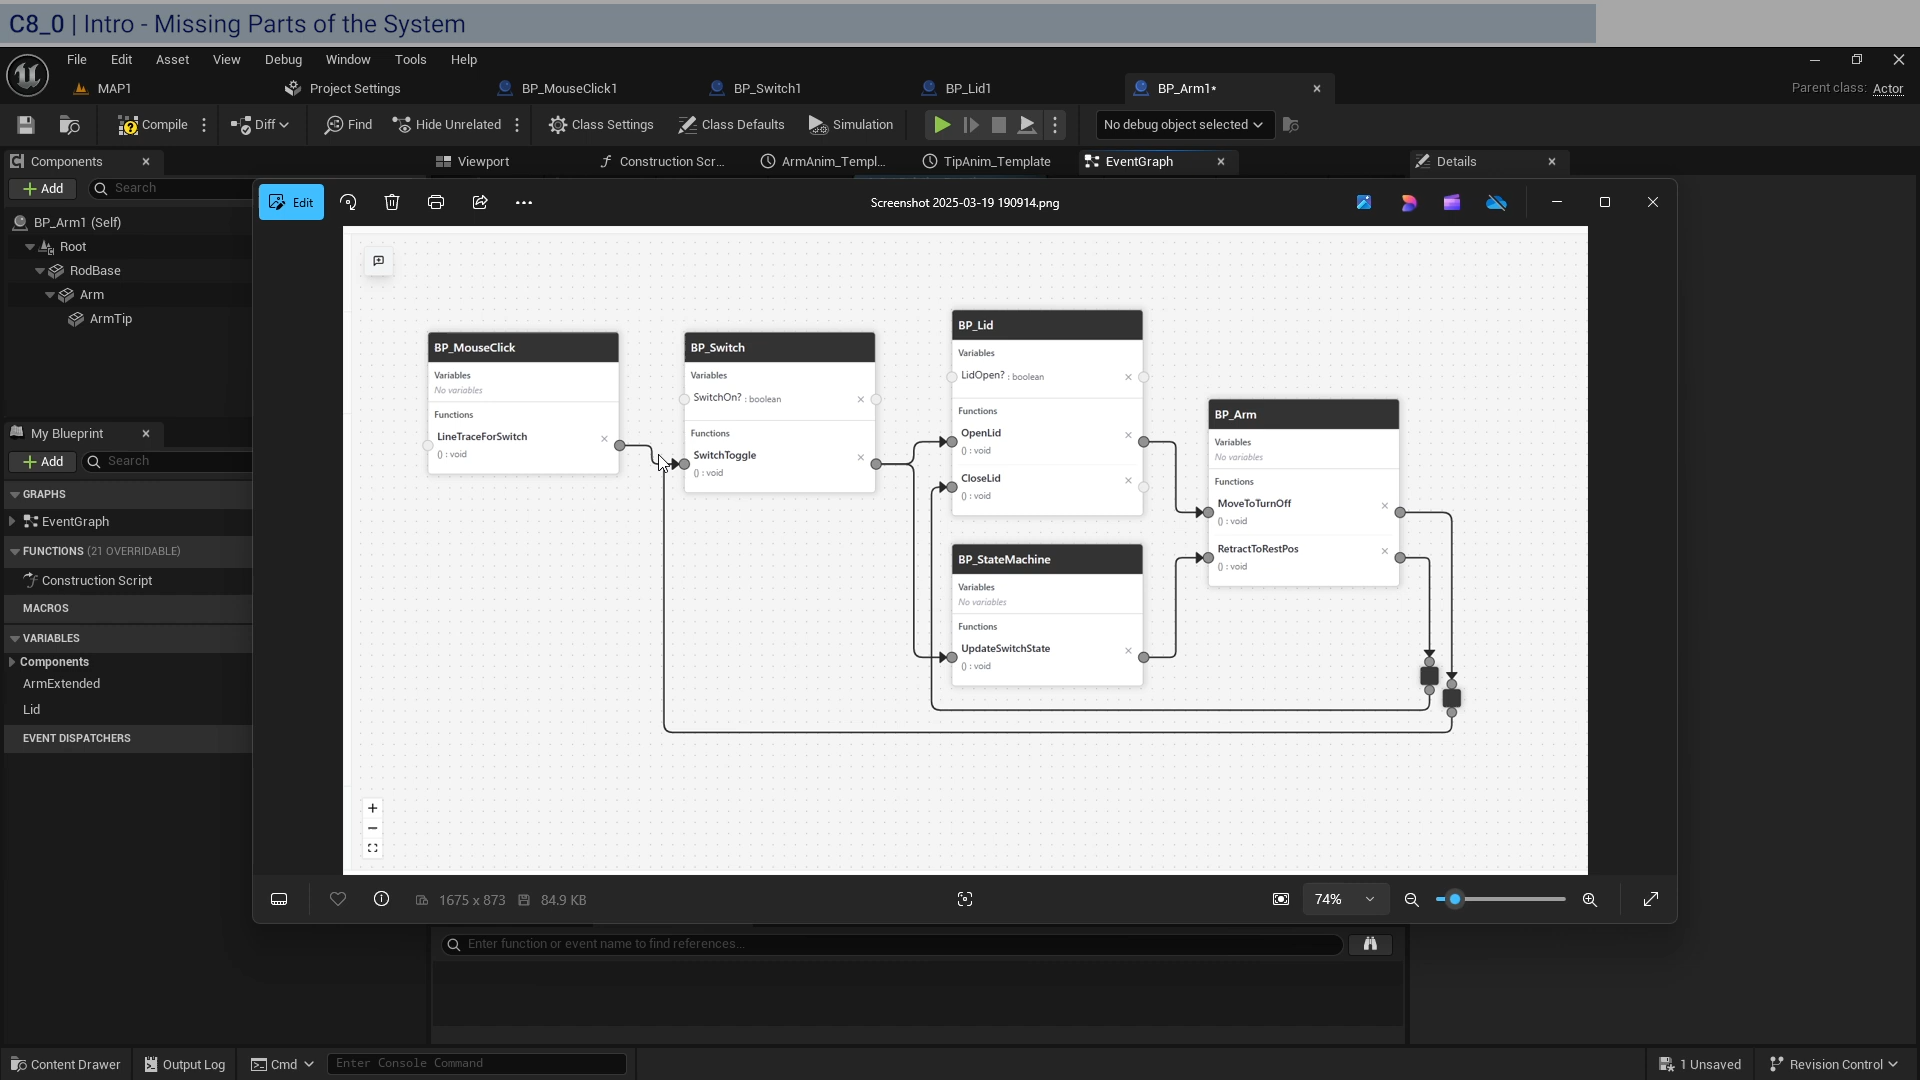 C8_0 | Intro - Missing Parts of the System
File Edit Asset View Debug Window Tools Help
MAP1 Project Settings BP_MouseClick1 BP_Switch1 BP_Lid1 BP_Arm1* Parent class: Actor
Compile Diff Find Hide Unrelated Class Settings Class Defaults Simulation No debug object selected
Components Viewport Construction Scr... ArmAnim_Templ... TipAnim_Template EventGraph Details
Add Search
Edit Screenshot 2025-03-19 190914.png
BP_Arm1 (Self)
Root
RodBase
Arm
ArmTip
My Blueprint
Add Search
GRAPHS
EventGraph
FUNCTIONS (21 OVERRIDABLE)
Construction Script
MACROS
VARIABLES
Components
ArmExtended
Lid
EVENT DISPATCHERS
BP_MouseClick
Variables
No variables
Functions
LineTraceForSwitch
() : void
BP_Switch
Variables
SwitchOn? : boolean
Functions
SwitchToggle
() : void
BP_Lid
Variables
LidOpen? : boolean
Functions
OpenLid
() : void
CloseLid
() : void
BP_StateMachine
Variables
No variables
Functions
UpdateSwitchState
() : void
BP_Arm
Variables
No variables
Functions
MoveToTurnOff
() : void
RetractToRestPos
() : void
1675 x 873 84.9 KB 74%
Enter function or event name to find references...
Content Drawer Output Log Cmd Enter Console Command 1 Unsaved Revision Control